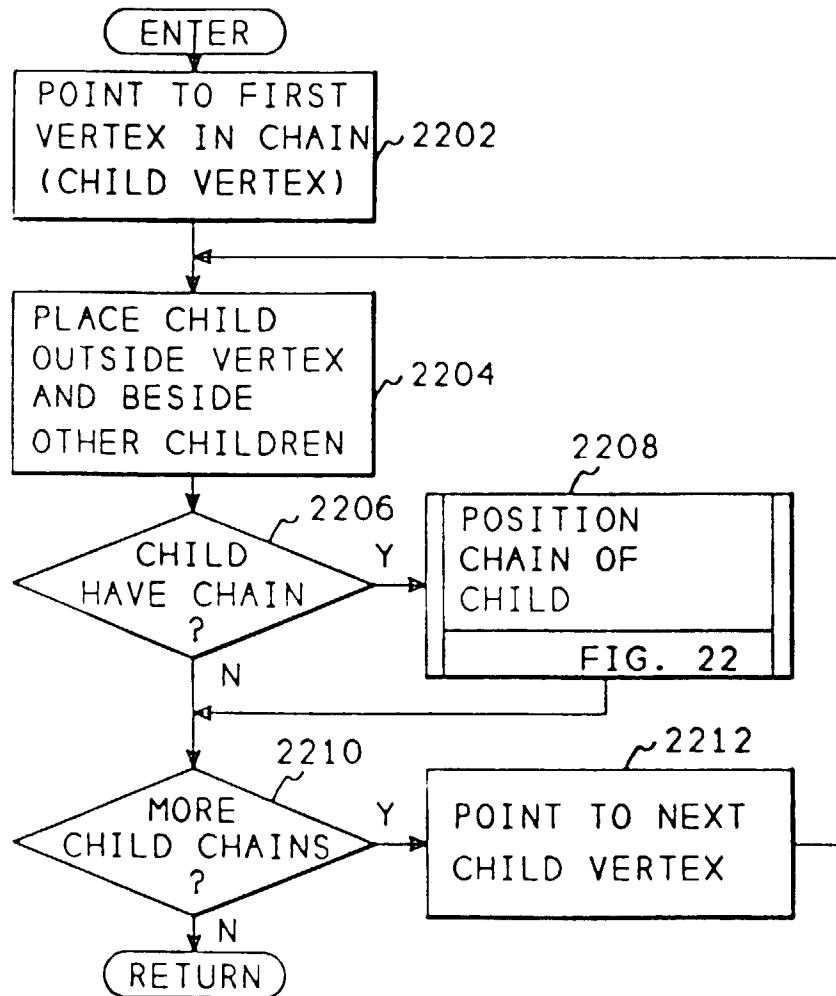 ENTER
POINT TO FIRST
VERTEX IN CHAIN
(CHILD VERTEX)
2202
PLACE CHILD
OUTSIDE VERTEX
AND BESIDE
OTHER CHILDREN
2204
2206
CHILD
HAVE CHAIN
?
Y
N
2208
POSITION
CHAIN OF
CHILD
FIG. 22
2210
MORE
CHILD CHAINS
?
Y
N
2212
POINT TO NEXT
CHILD VERTEX
RETURN